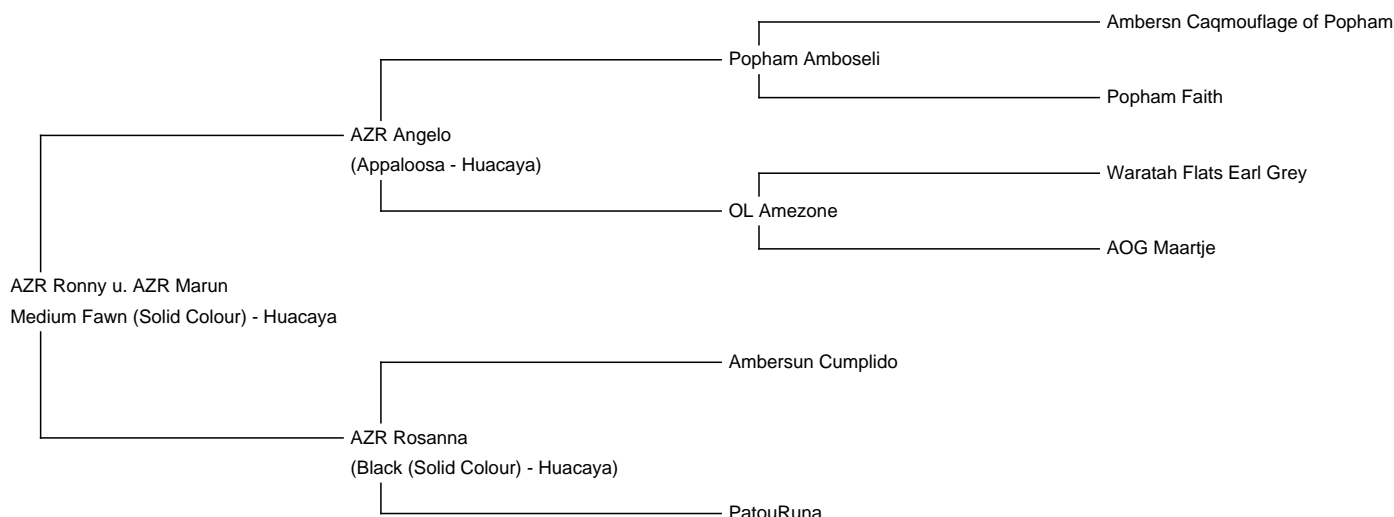 Ambersn Caqmouflage of Popham
Popham Amboseli
Popham Faith
AZR Angelo
(Appaloosa - Huacaya)
Waratah Flats Earl Grey
OL Amezone
AOG Maartje
AZR Ronny u. AZR Marun
Medium Fawn (Solid Colour) - Huacaya
Ambersun Cumplido
AZR Rosanna
(Black (Solid Colour) - Huacaya)
PatouRuna